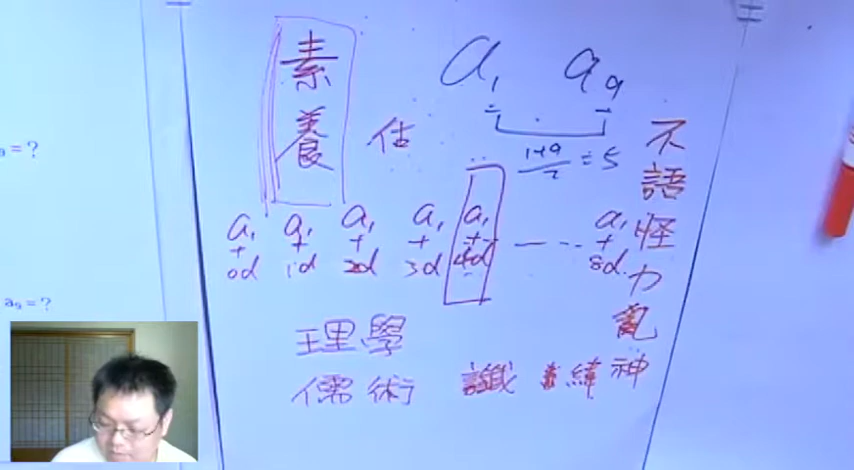 素養
估
a₁ a₉
1+9/2 = 5
不語怪力亂神
a₁+0d a₁+1d a₁+2d a₁+3d a₁+4d — ... a₁+8d
理學
儒術 讖緯
=?
a₉=?